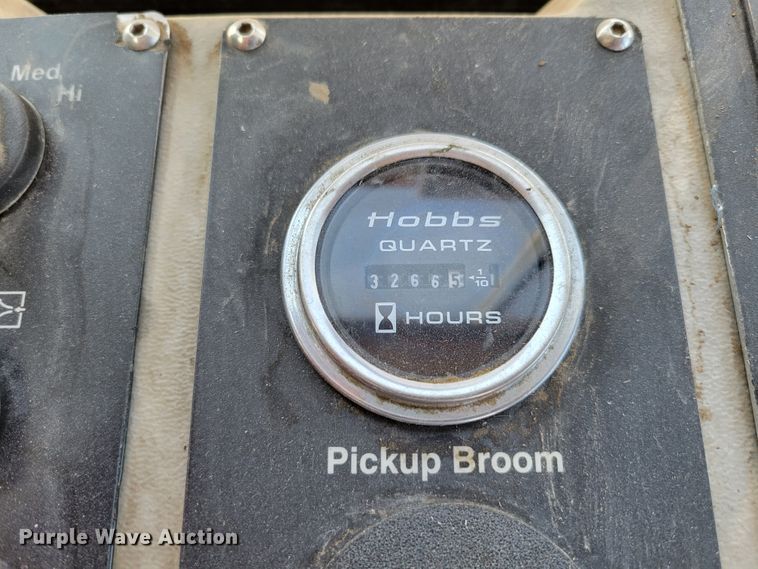 Med
Hi
Hobbs
QUARTZ
32665 1/10
HOURS
Pickup Broom
Purple Wave Auction